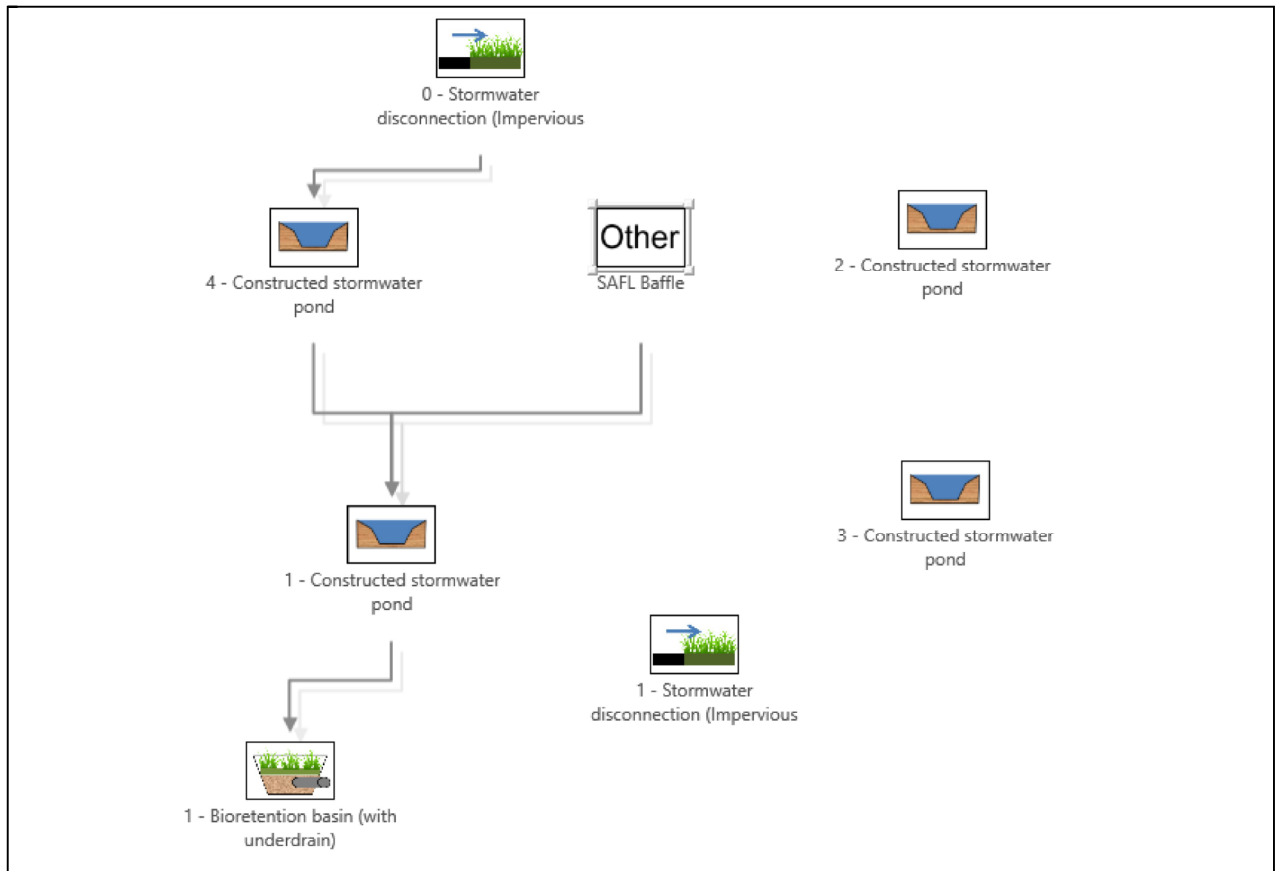 0 - Stormwater
disconnection (Impervious
4 - Constructed stormwater
pond
Other
SAFL Baffle
2 - Constructed stormwater
pond
1 - Constructed stormwater
pond
3 - Constructed stormwater
pond
1 - Stormwater
disconnection (Impervious
1 - Bioretention basin (with
underdrain)